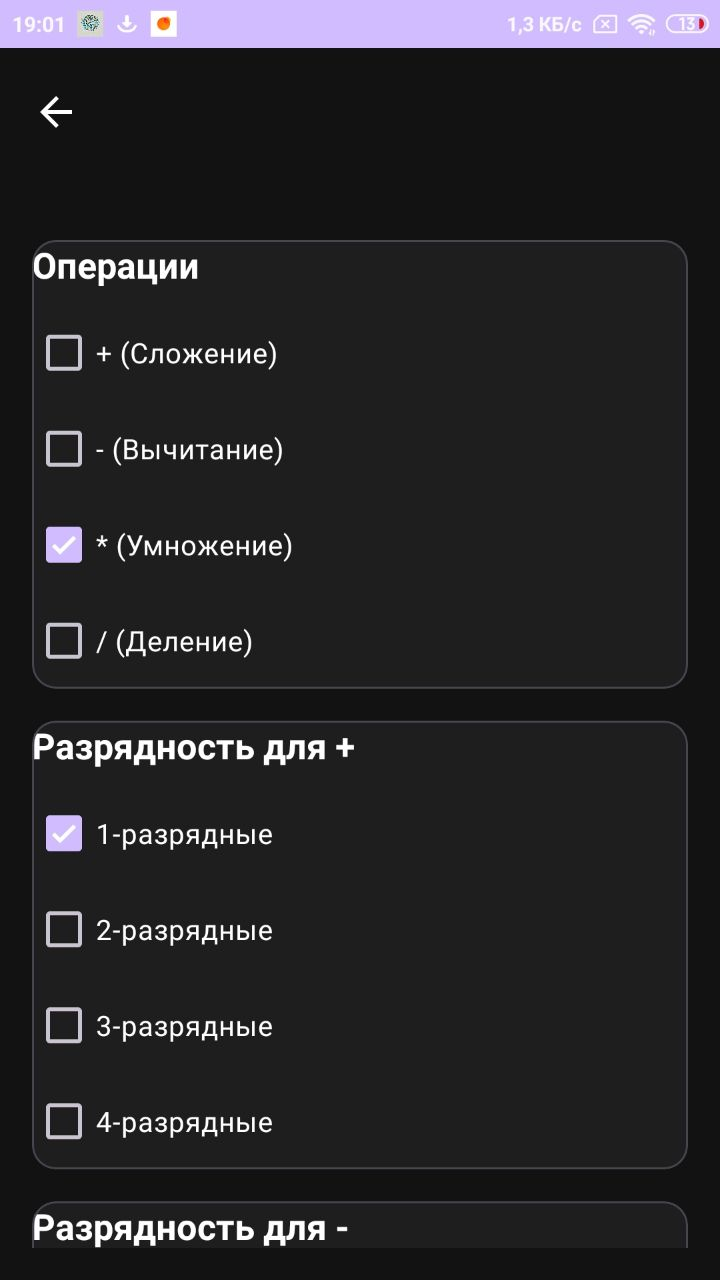 19:01 1,3 КБ/с 13
Операции
+ (Сложение)
- (Вычитание)
* (Умножение)
/ (Деление)
Разрядность для +
1-разрядные
2-разрядные
3-разрядные
4-разрядные
Разрядность для -